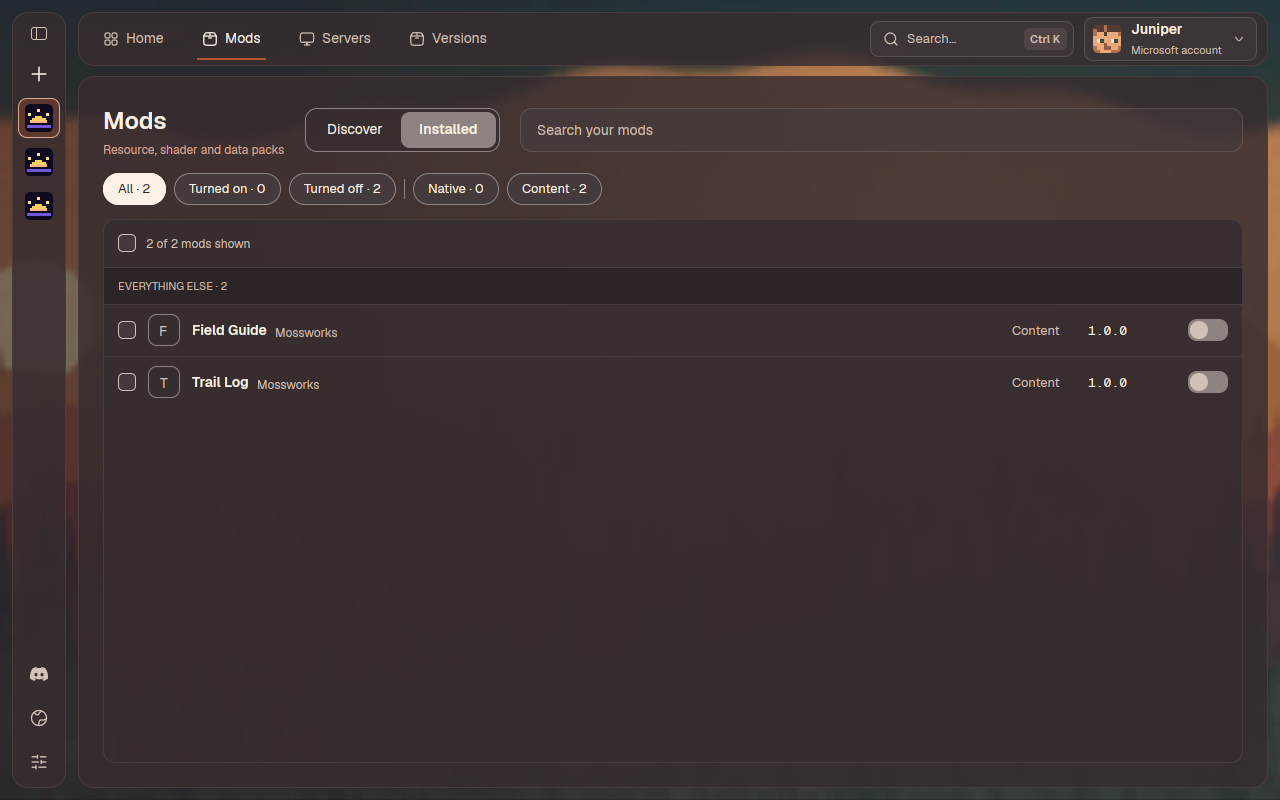 Home
Mods
Servers
Versions
Search...
Ctrl K
Juniper
Microsoft account
Mods
Resource, shader and data packs
Discover
Installed
Search your mods
All · 2
Turned on · 0
Turned off · 2
Native · 0
Content · 2
2 of 2 mods shown
EVERYTHING ELSE · 2
F
Field Guide Mossworks
Content
1.0.0
T
Trail Log Mossworks
Content
1.0.0